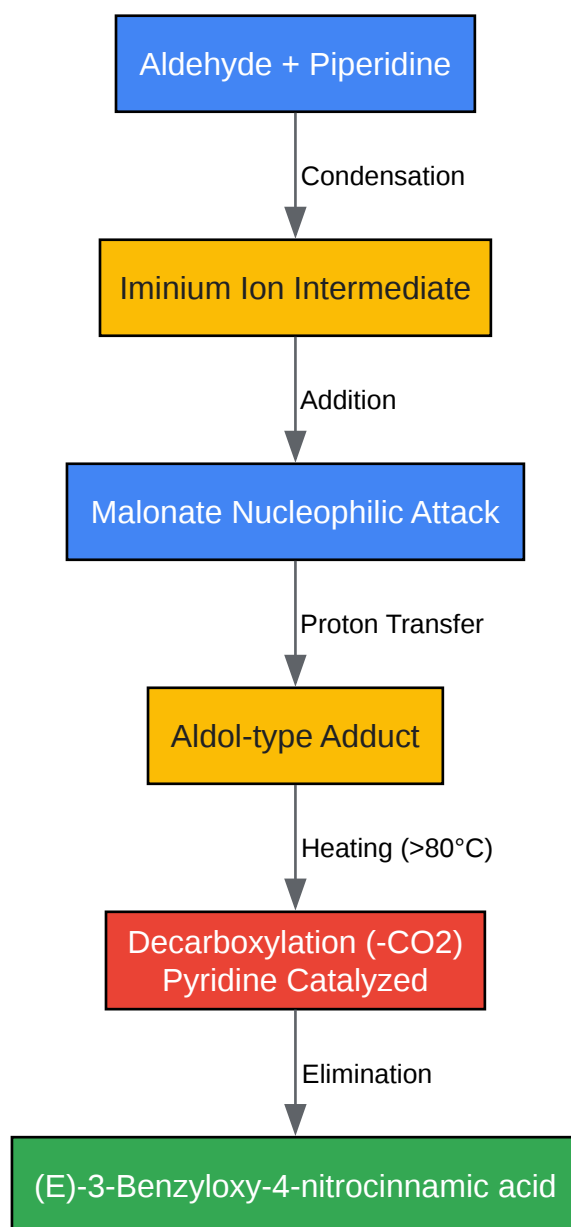 Aldehyde + Piperidine
Condensation
Iminium Ion Intermediate
Addition
Malonate Nucleophilic Attack
Proton Transfer
Aldol-type Adduct
Heating (>80°C)
Decarboxylation (-CO2)
Pyridine Catalyzed
Elimination
(E)-3-Benzyloxy-4-nitrocinnamic acid